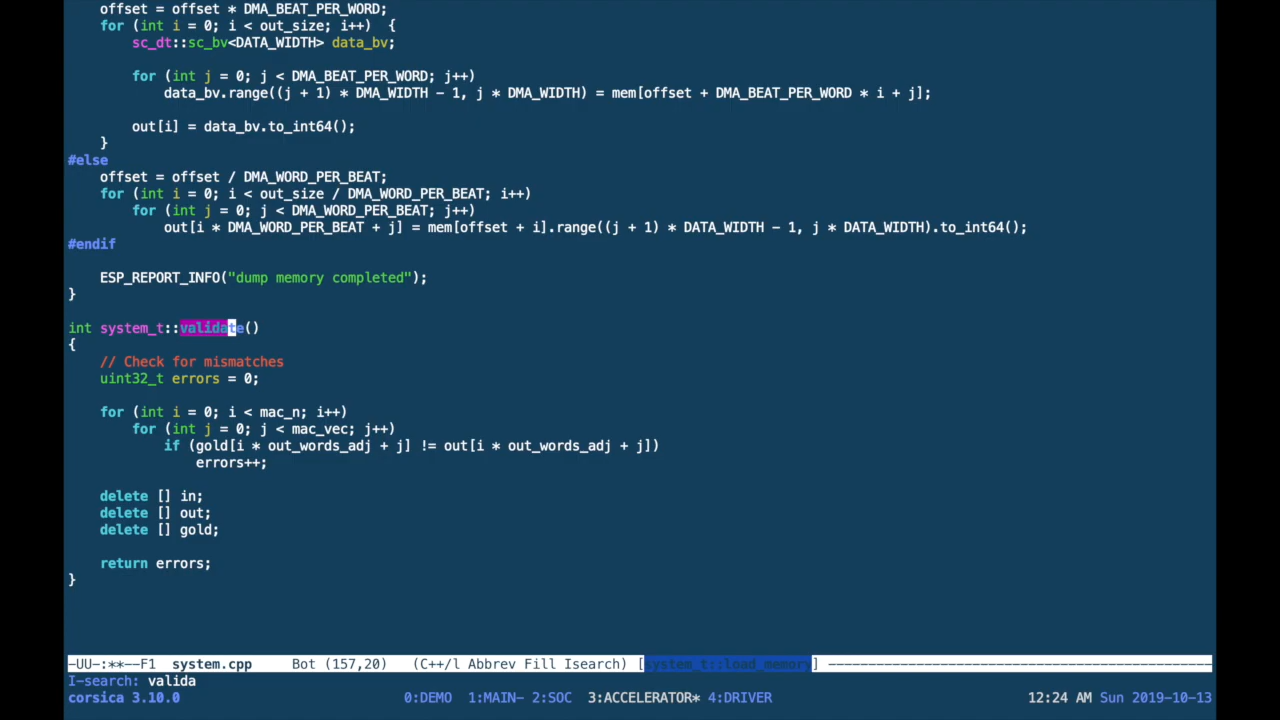 offset = offset * DMA_BEAT_PER_WORD;
    for (int i = 0; i < out_size; i++)  {
        sc_dt::sc_bv<DATA_WIDTH> data_bv;

        for (int j = 0; j < DMA_BEAT_PER_WORD; j++)
            data_bv.range((j + 1) * DMA_WIDTH - 1, j * DMA_WIDTH) = mem[offset + DMA_BEAT_PER_WORD * i + j];

        out[i] = data_bv.to_int64();
    }
#else
    offset = offset / DMA_WORD_PER_BEAT;
    for (int i = 0; i < out_size / DMA_WORD_PER_BEAT; i++)
        for (int j = 0; j < DMA_WORD_PER_BEAT; j++)
            out[i * DMA_WORD_PER_BEAT + j] = mem[offset + i].range((j + 1) * DATA_WIDTH - 1, j * DATA_WIDTH).to_int64();
#endif

    ESP_REPORT_INFO("dump memory completed");
}

int system_t::validate()
{
    // Check for mismatches
    uint32_t errors = 0;

    for (int i = 0; i < mac_n; i++)
        for (int j = 0; j < mac_vec; j++)
            if (gold[i * out_words_adj + j] != out[i * out_words_adj + j])
                errors++;

    delete [] in;
    delete [] out;
    delete [] gold;

    return errors;
}
-UU-:**--F1  system.cpp     Bot (157,20)   (C++/l Abbrev Fill Isearch) [system_t::load_memory] ------------------------------------------------
I-search: valida
corsica 3.10.0 0:DEMO  1:MAIN- 2:SOC  3:ACCELERATOR* 4:DRIVER 12:24 AM Sun 2019-10-13